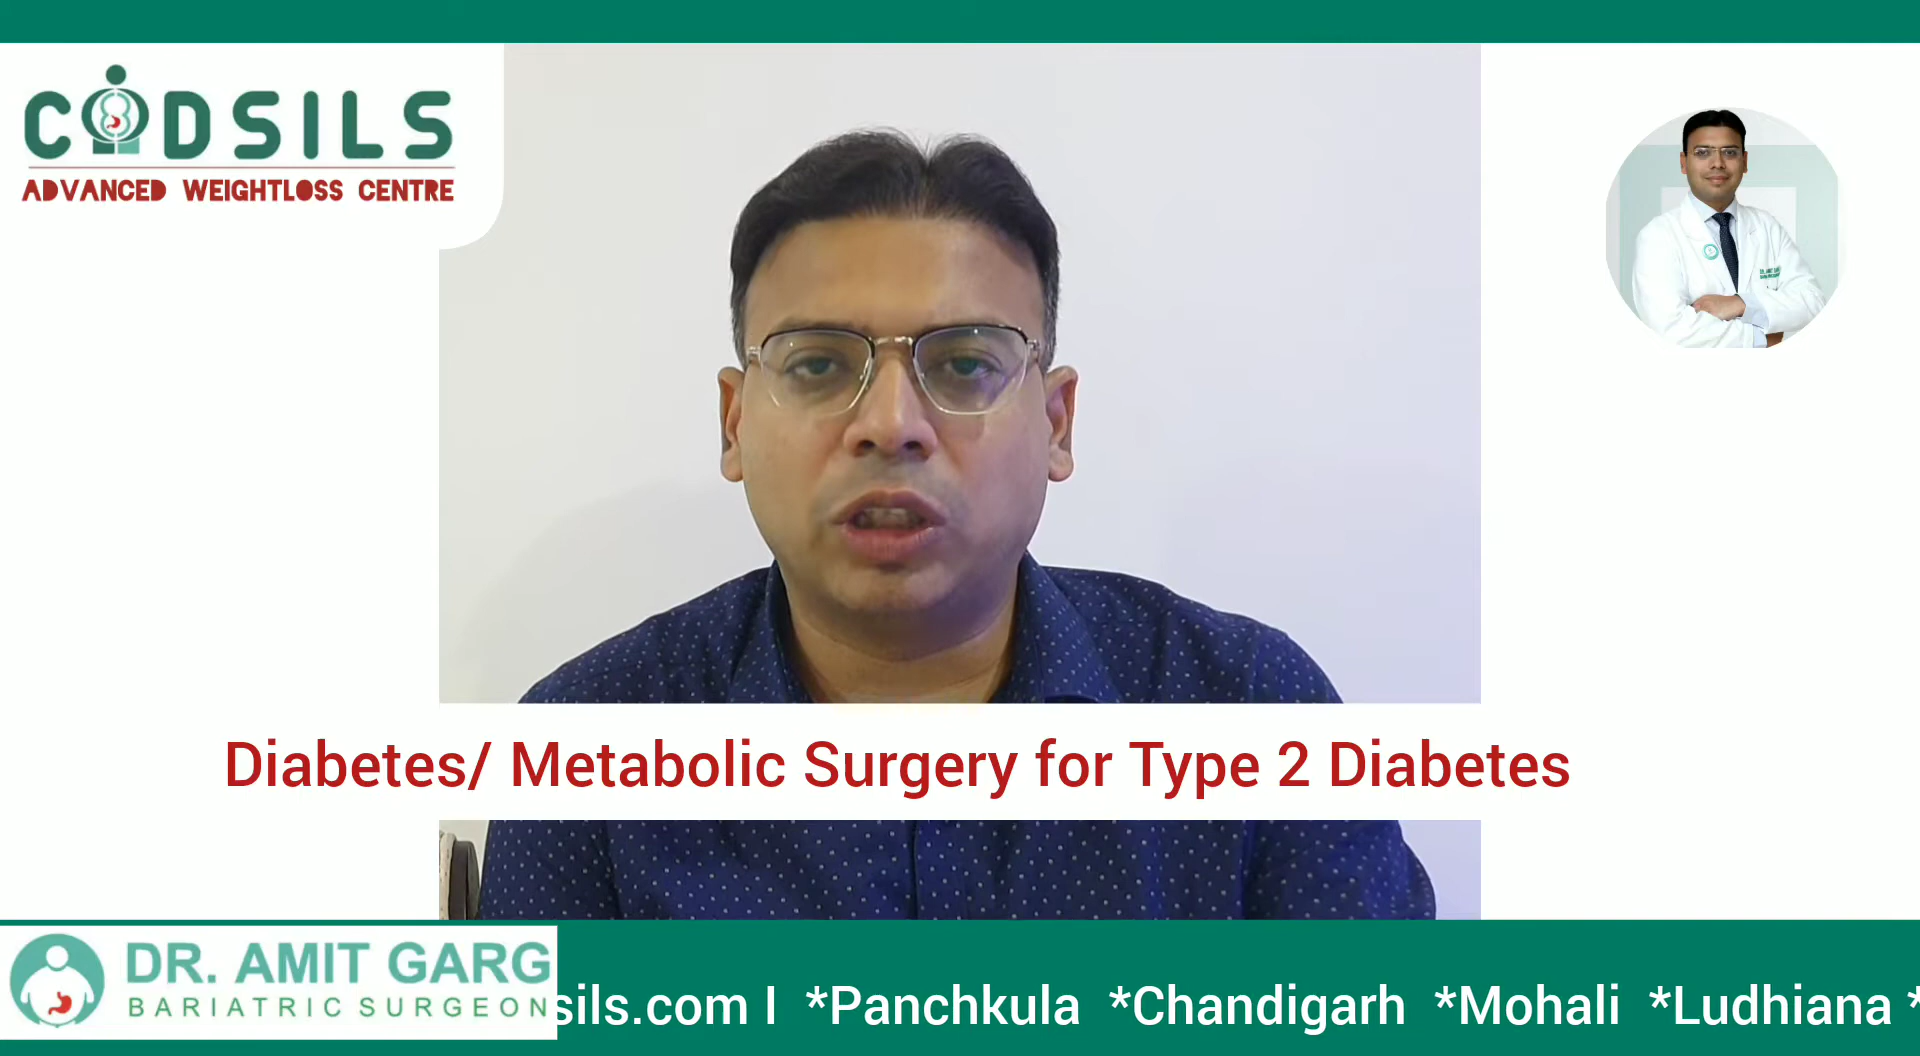 CODSILS
ADVANCED WEIGHTLOSS CENTRE
Diabetes/ Metabolic Surgery for Type 2 Diabetes
DR. AMIT GARG
BARIATRIC SURGEON
sils.com I *Panchkula *Chandigarh *Mohali *Ludhiana *